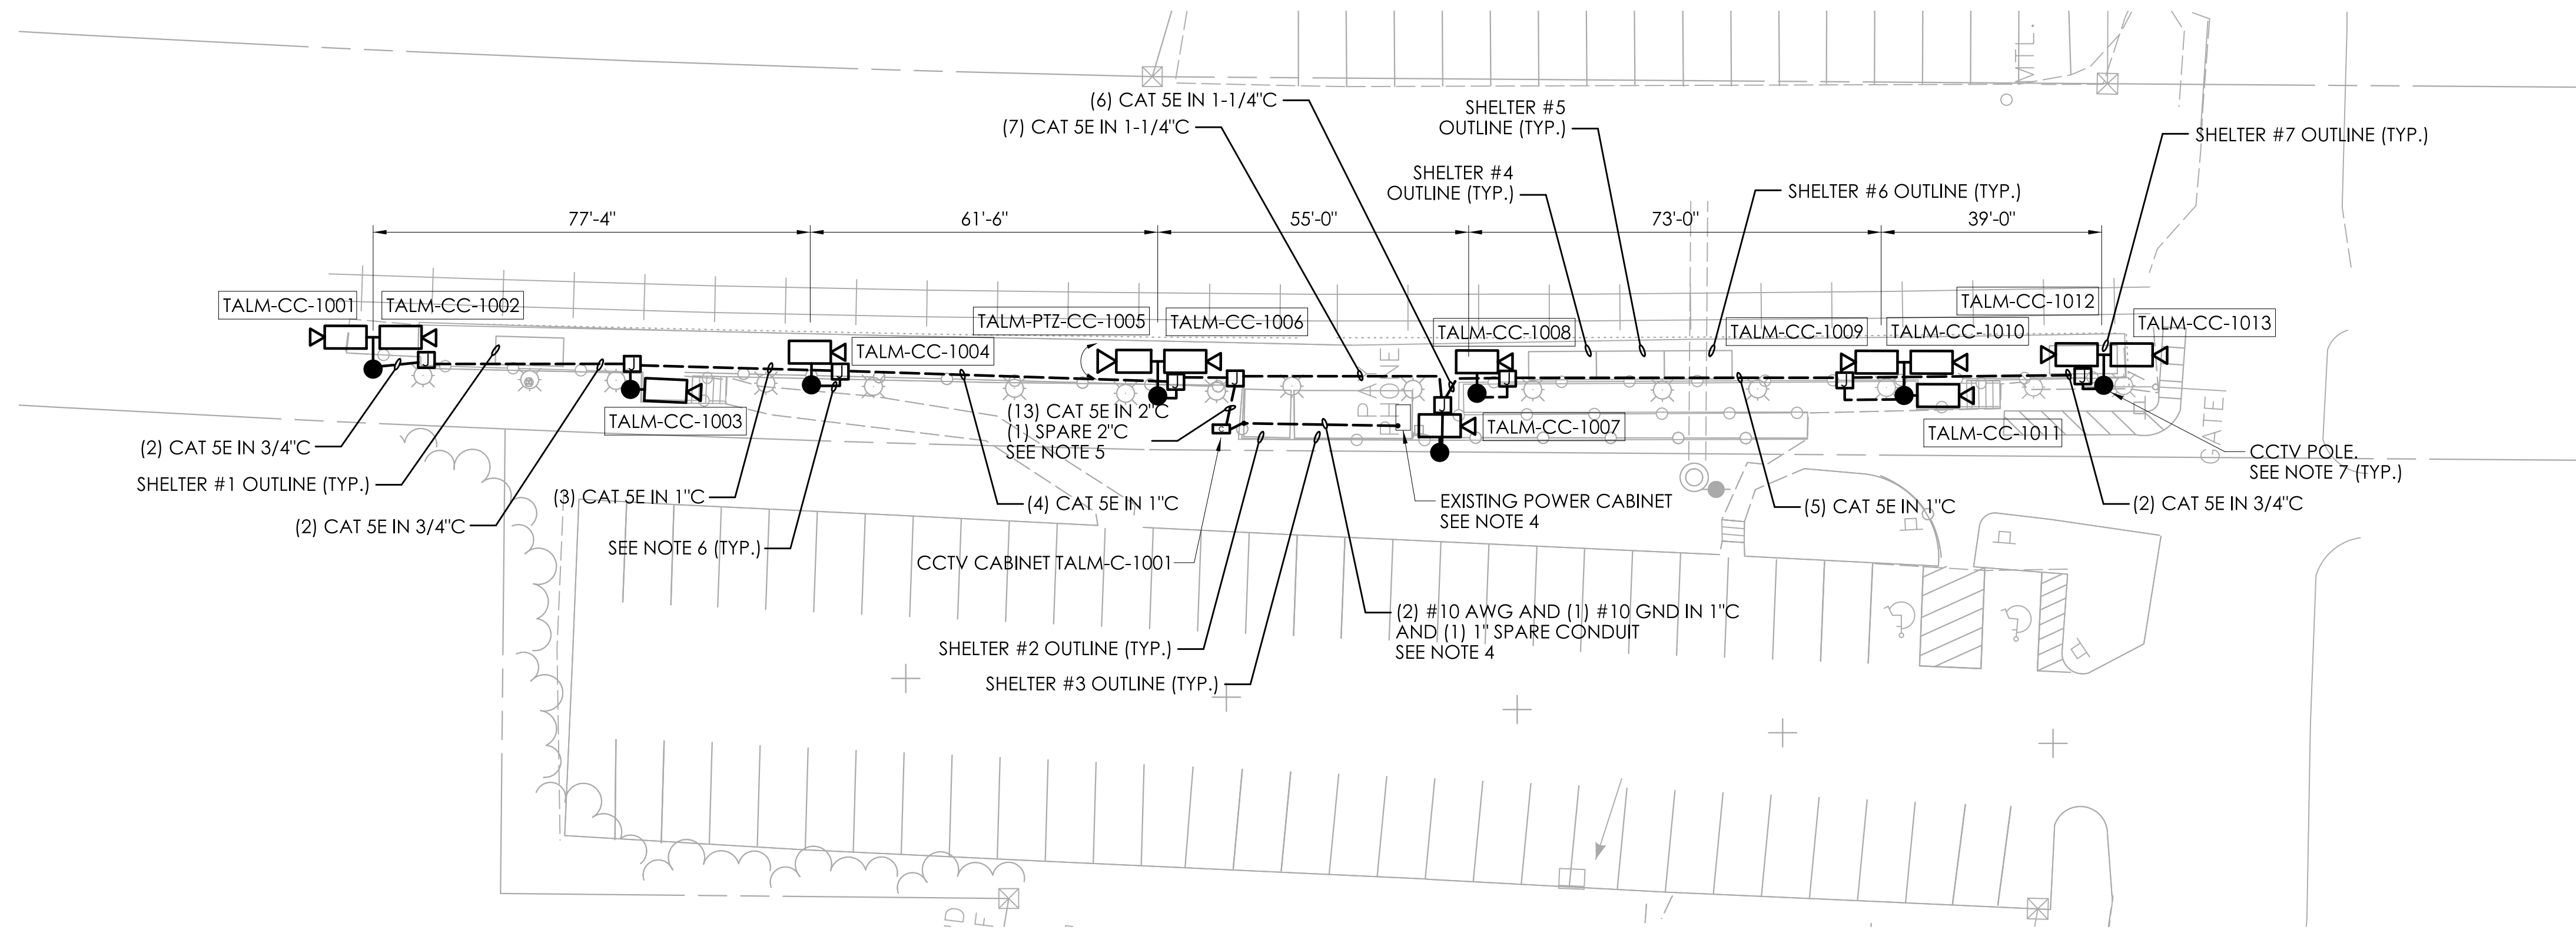 MTL.
(6) CAT 5E IN 1-1/4"C
(7) CAT 5E IN 1-1/4"C
SHELTER #5
OUTLINE (TYP.)
SHELTER #7 OUTLINE (TYP.)
SHELTER #4
OUTLINE (TYP.)
SHELTER #6 OUTLINE (TYP.)
77'-4"
61'-6"
55'-0"
73'-0"
39'-0"
TALM-CC-1001
TALM-CC-1002
TALM-PTZ-CC-1005
TALM-CC-1006
TALM-CC-1008
TALM-CC-1009
TALM-CC-1010
TALM-CC-1012
TALM-CC-1013
TALM-CC-1004
PAY
PHONE
TALM-CC-1003
(13) CAT 5E IN 2"C
(1) SPARE 2"C
SEE NOTE 5
TALM-CC-1007
TALM-CC-1011
GATE
(2) CAT 5E IN 3/4"C
SHELTER #1 OUTLINE (TYP.)
(2) CAT 5E IN 3/4"C
(3) CAT 5E IN 1"C
SEE NOTE 6 (TYP.)
(4) CAT 5E IN 1"C
CCTV CABINET TALM-C-1001
EXISTING POWER CABINET
SEE NOTE 4
(5) CAT 5E IN 1"C
CCTV POLE.
SEE NOTE 7 (TYP.)
(2) CAT 5E IN 3/4"C
(2) #10 AWG AND (1) #10 GND IN 1"C
AND (1) 1" SPARE CONDUIT
SEE NOTE 4
SHELTER #2 OUTLINE (TYP.)
SHELTER #3 OUTLINE (TYP.)